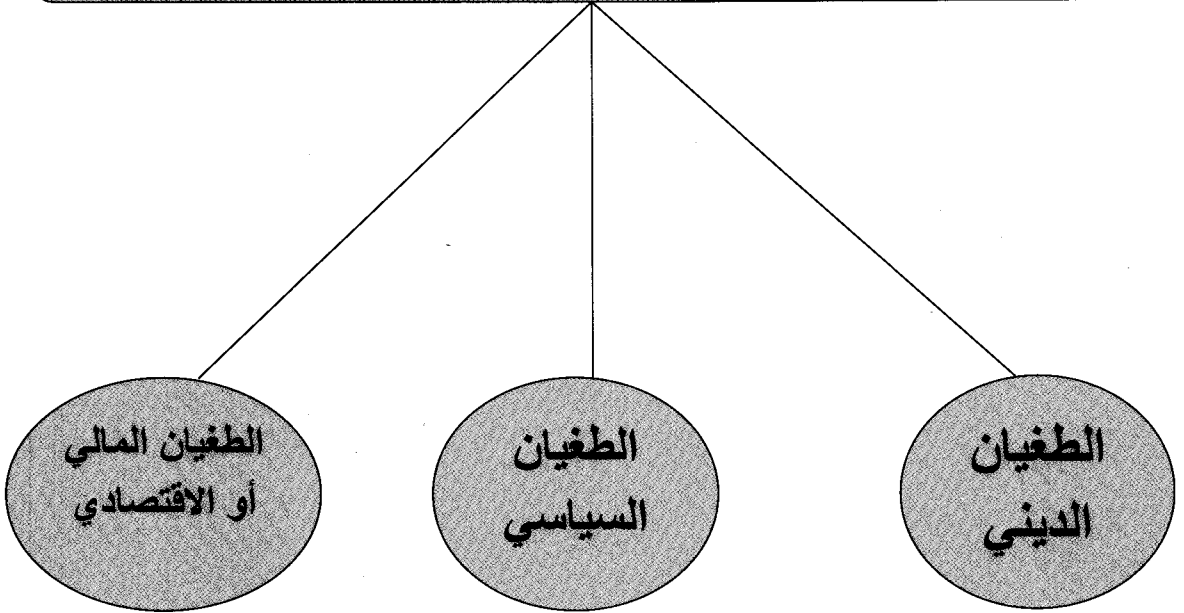 الطغيان
الديني
الطغيان
السياسي
الطغيان المالي
أو الاقتصادي